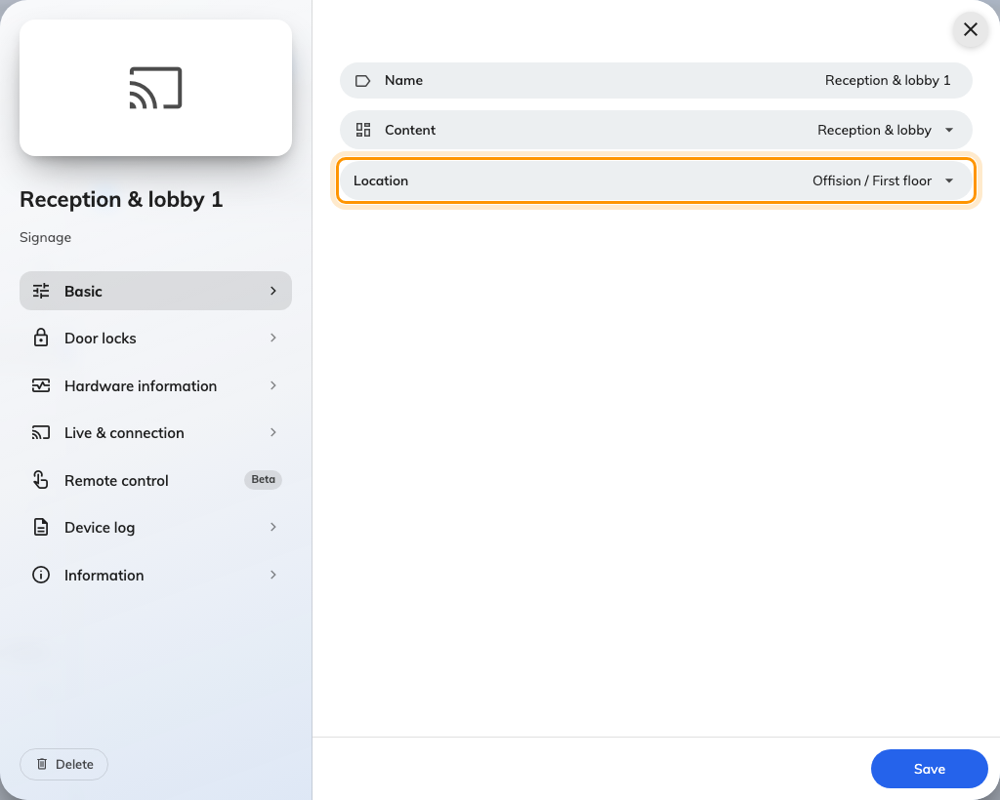 Reception & lobby 1
Signage
Basic
Door locks
Hardware information
Live & connection
Remote control Beta
Device log
Information
Delete
Name Reception & lobby 1
Content Reception & lobby
Location Offision / First floor
Save